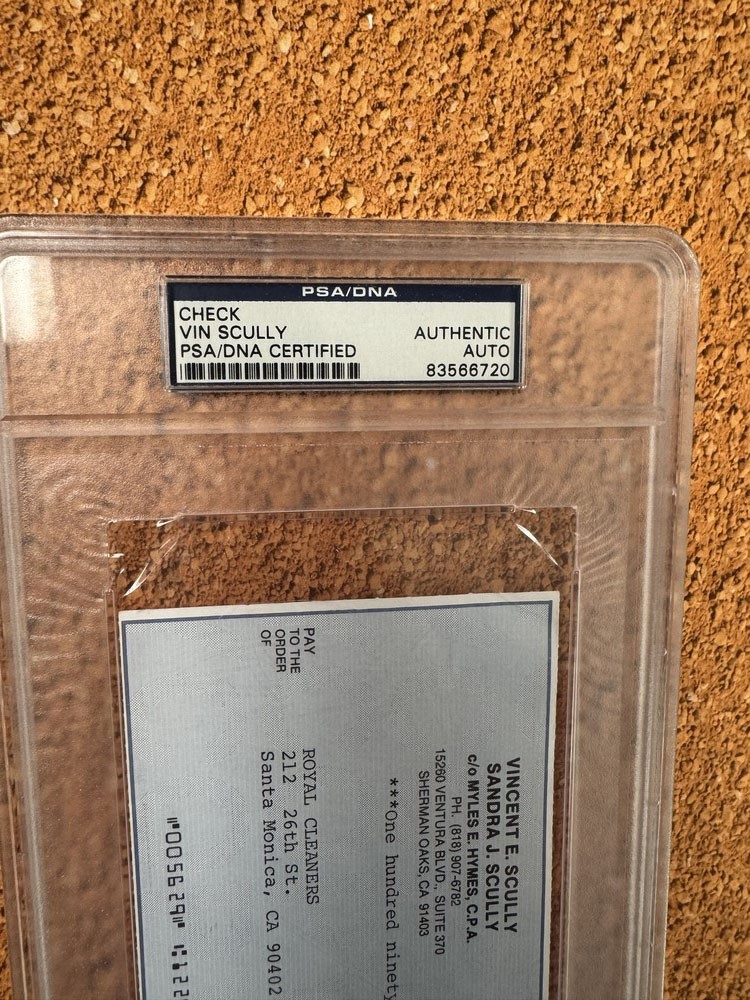 PSA/DNA
CHECK
VIN SCULLY
PSA/DNA CERTIFIED
AUTHENTIC
AUTO
83566720
VINCENT E. SCULLY
SANDRA J. SCULLY
c/o MYLES E. HYMES, C.P.A.
PH. (818) 907-6782
15260 VENTURA BLVD., SUITE 370
SHERMAN OAKS, CA 91403
***One hundred ninety
PAY
TO THE
ORDER
OF
ROYAL CLEANERS
212 26th St.
Santa Monica, CA 90402
⑈005629⑈ ⑆122